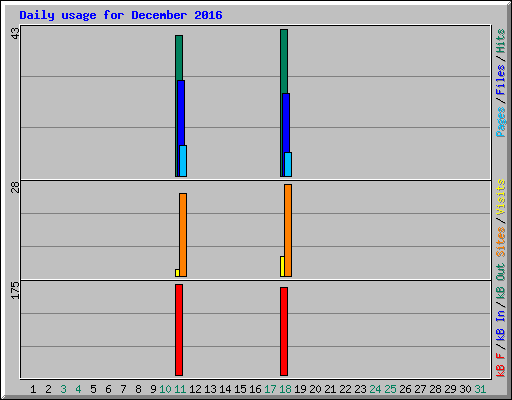 Daily usage for December 2016
43
28
175
Pages / Files / Hits
Sites / Visits
kB F / kB In / kB Out
1 2 3 4 5 6 7 8 9 10 11 12 13 14 15 16 17 18 19 20 21 22 23 24 25 26 27 28 29 30 31